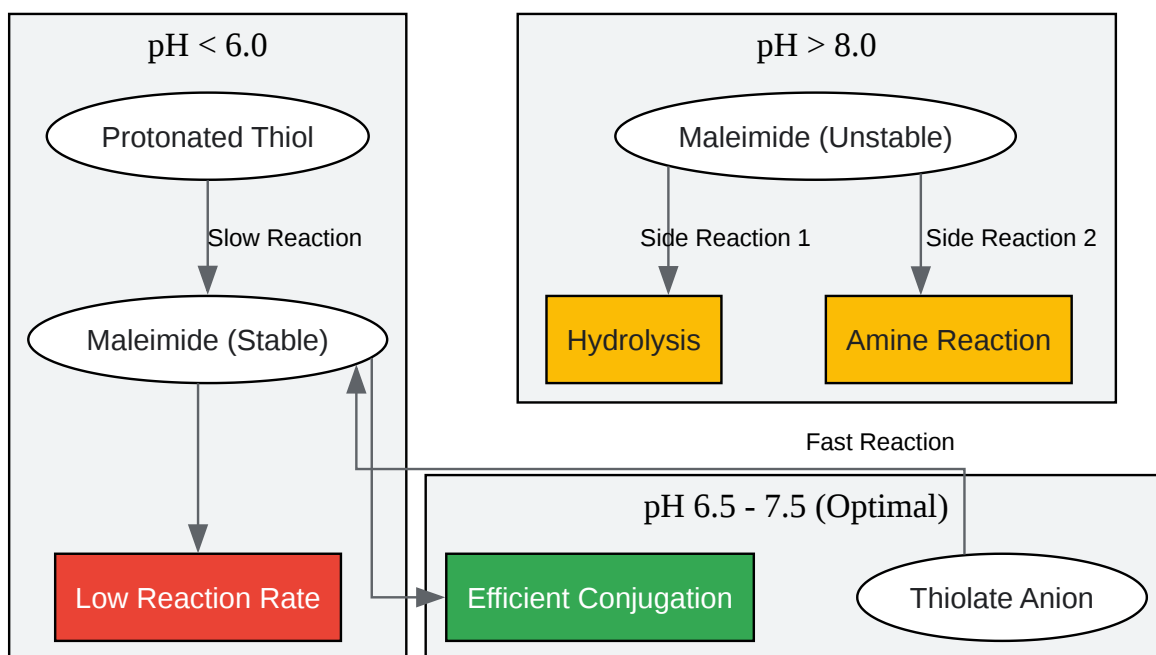 pH < 6.0
Protonated Thiol
Slow Reaction
Maleimide (Stable)
Low Reaction Rate
pH > 8.0
Maleimide (Unstable)
Side Reaction 1
Side Reaction 2
Hydrolysis
Amine Reaction
Fast Reaction
pH 6.5 - 7.5 (Optimal)
Efficient Conjugation
Thiolate Anion